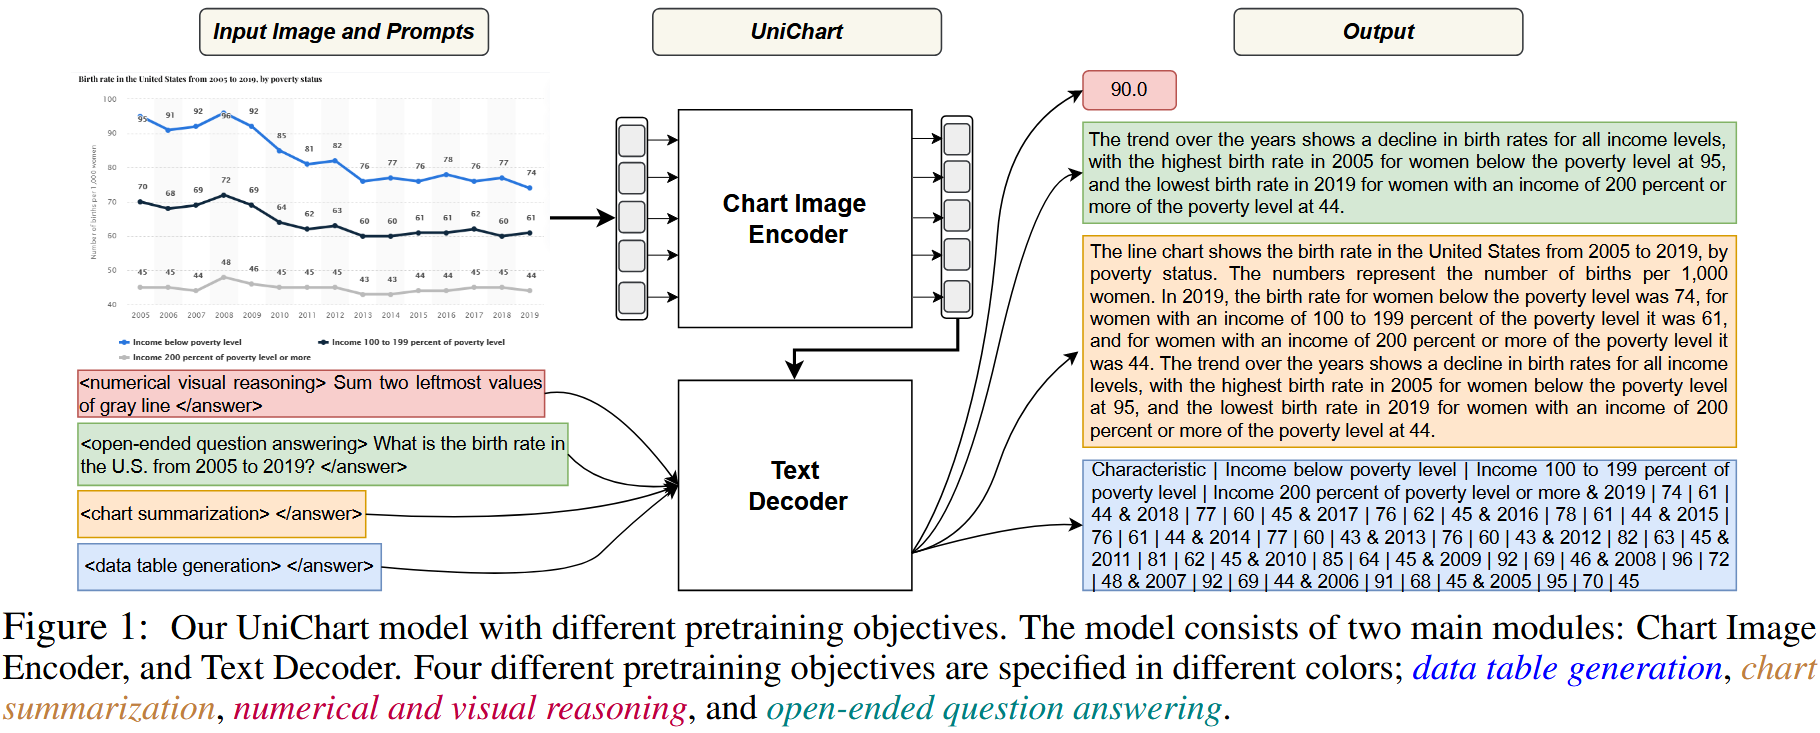 Input Image and Prompts
UniChart
Output
Birth rate in the United States from 2005 to 2019, by poverty status
Number of births per 1,000 women
100
90
80
70
60
50
40
95 91 92 96 92 85 81 82 76 77 76 78 76 77 74
70 68 69 72 69 64 62 63 60 60 61 61 62 60 61
45 45 44 48 46 45 45 45 43 43 44 44 45 45 44
2005 2006 2007 2008 2009 2010 2011 2012 2013 2014 2015 2016 2017 2018 2019
Income below poverty level
Income 100 to 199 percent of poverty level
Income 200 percent of poverty level or more
<numerical visual reasoning> Sum two leftmost values
of gray line </answer>
<open-ended question answering> What is the birth rate in
the U.S. from 2005 to 2019? </answer>
<chart summarization> </answer>
<data table generation> </answer>
Chart Image
Encoder
Text
Decoder
90.0
The trend over the years shows a decline in birth rates for all income levels,
with the highest birth rate in 2005 for women below the poverty level at 95,
and the lowest birth rate in 2019 for women with an income of 200 percent or
more of the poverty level at 44.
The line chart shows the birth rate in the United States from 2005 to 2019, by
poverty status. The numbers represent the number of births per 1,000
women. In 2019, the birth rate for women below the poverty level was 74, for
women with an income of 100 to 199 percent of the poverty level it was 61,
and for women with an income of 200 percent or more of the poverty level it
was 44. The trend over the years shows a decline in birth rates for all income
levels, with the highest birth rate in 2005 for women below the poverty level
at 95, and the lowest birth rate in 2019 for women with an income of 200
percent or more of the poverty level at 44.
Characteristic | Income below poverty level | Income 100 to 199 percent of
poverty level | Income 200 percent of poverty level or more & 2019 | 74 | 61 |
44 & 2018 | 77 | 60 | 45 & 2017 | 76 | 62 | 45 & 2016 | 78 | 61 | 44 & 2015 |
76 | 61 | 44 & 2014 | 77 | 60 | 43 & 2013 | 76 | 60 | 43 & 2012 | 82 | 63 | 45 &
2011 | 81 | 62 | 45 & 2010 | 85 | 64 | 45 & 2009 | 92 | 69 | 46 & 2008 | 96 | 72
| 48 & 2007 | 92 | 69 | 44 & 2006 | 91 | 68 | 45 & 2005 | 95 | 70 | 45
Figure 1: Our UniChart model with different pretraining objectives. The model consists of two main modules: Chart Image
Encoder, and Text Decoder. Four different pretraining objectives are specified in different colors; data table generation, chart
summarization, numerical and visual reasoning, and open-ended question answering.